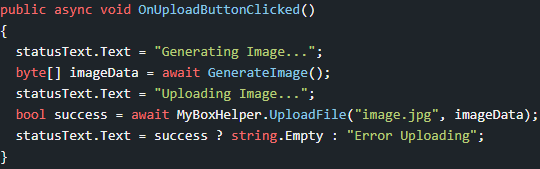 public async void OnUploadButtonClicked()
{
  statusText.Text = "Generating Image...";
  byte[] imageData = await GenerateImage();
  statusText.Text = "Uploading Image...";
  bool success = await MyBoxHelper.UploadFile("image.jpg", imageData);
  statusText.Text = success ? string.Empty : "Error Uploading";
}